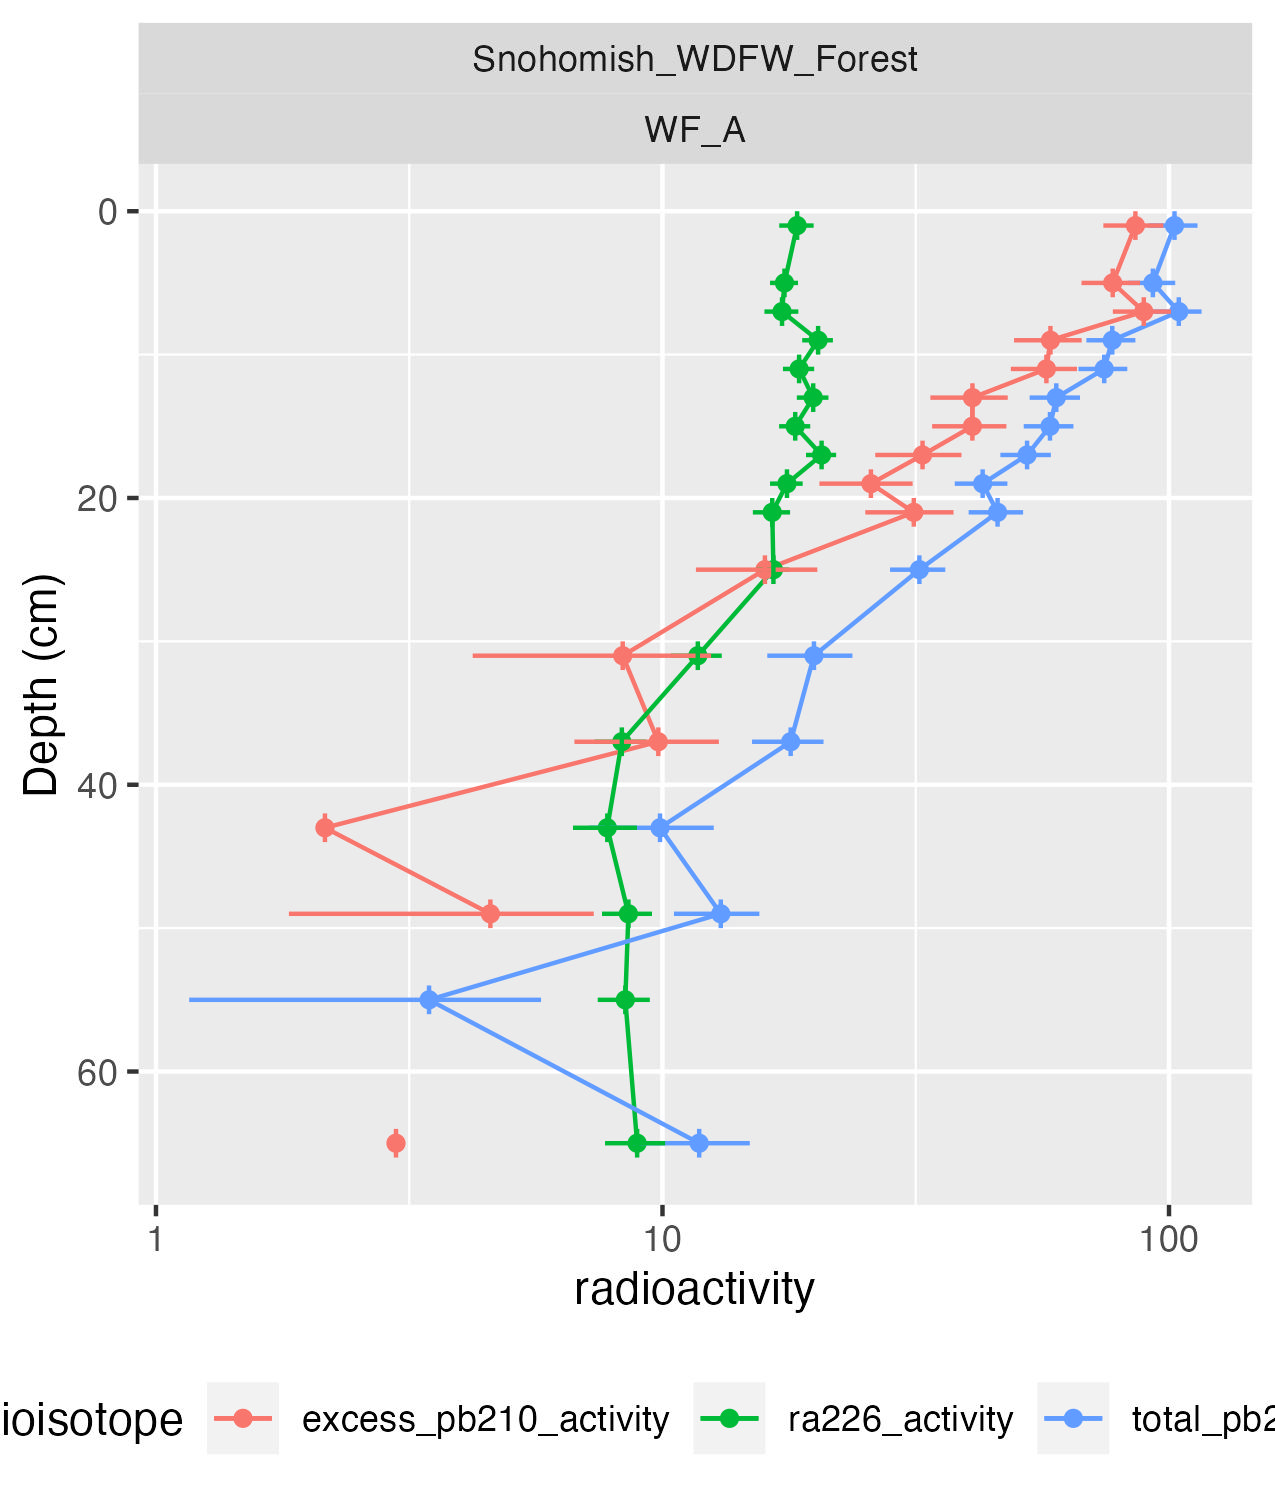 Snohomish_WDFW_Forest
WF_A
0
20
40
60
Depth (cm)
1 10 100
radioactivity
ioisotope excess_pb210_activity ra226_activity total_pb2